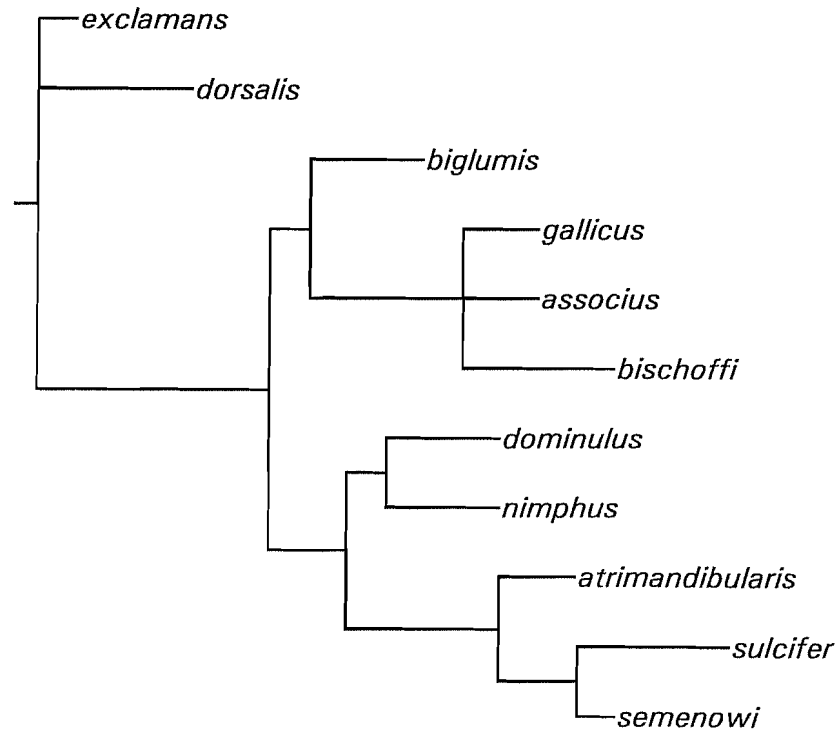 exclamans
dorsalis
biglumis
gallicus
associus
bischoffi
dominulus
nimphus
atrimandibularis
sulcifer
semenowi